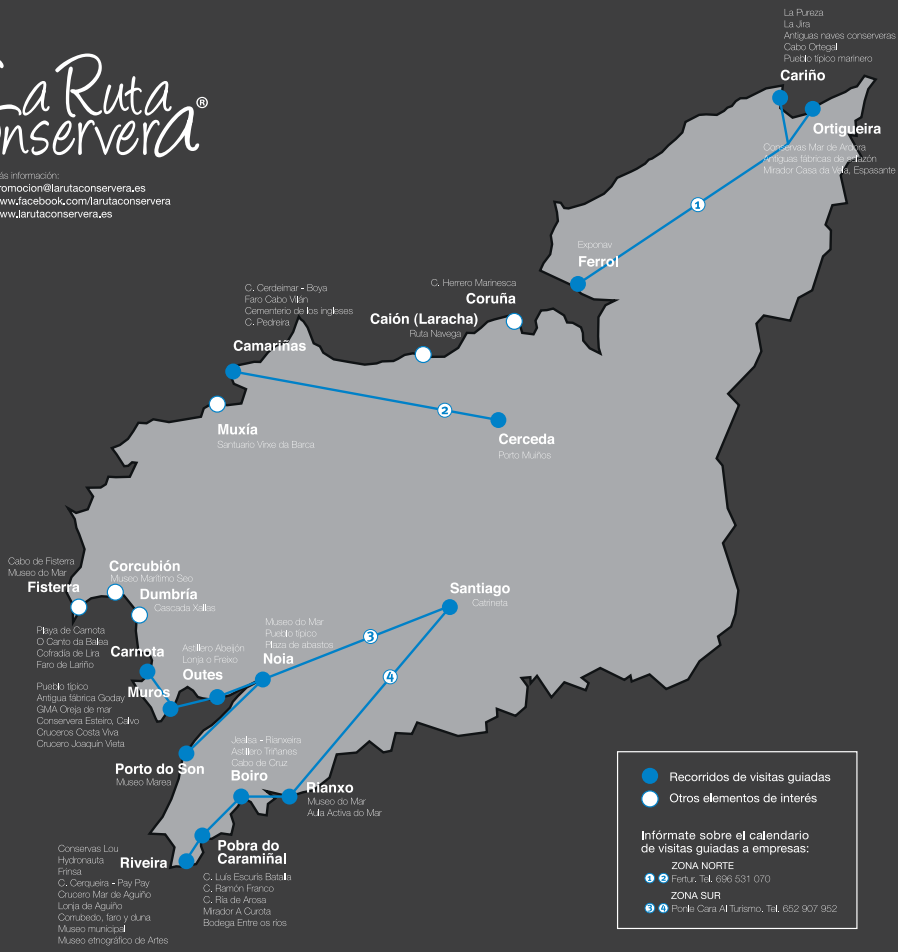 La Ruta
Conservera®
ás información:
romocion@larutaconservera.es
ww.facebook.com/larutaconservera
ww.larutaconservera.es
La Pureza
La Jira
Antiguas naves conserveras
Cabo Ortegal
Pueblo típico marinero
Cariño
Ortigueira
Conservas Mar de Ardora
Antiguas fábricas de salazón
Mirador Casa da Vela, Espasante
1
Exponav
Ferrol
C. Herrero Marinesca
Coruña
Caión (Laracha)
Ruta Navega
C. Cerdeimar - Boya
Faro Cabo Vilán
Cementerio de los ingleses
C. Pedreira
Camariñas
2
Muxía
Santuario Virxe da Barca
Cerceda
Porto Muiños
Cabo de Fisterra
Museo do Mar
Fisterra
Corcubión
Museo Marítimo Seo
Dumbría
Cascada Xallas
Santiago
Catrineta
3
4
Playa de Carnota
O Canto da Balea
Cofradía de Lira
Faro de Lariño
Carnota
Astillero Abeijón
Lonja o Freixo
Outes
Museo do Mar
Pueblo típico
Plaza de abastos
Noia
Pueblo típico
Antigua fábrica Goday
GMA Oreja de mar
Conservera Esteiro, Calvo
Cruceros Costa Viva
Crucero Joaquín Vieta
Muros
Porto do Son
Museo Marea
Jealsa - Rianxeira
Astillero Triñanes
Cabo de Cruz
Boiro
Rianxo
Museo do Mar
Aula Activa do Mar
Conservas Lou
Hydronauta
Frinsa
C. Cerqueira - Pay Pay
Crucero Mar de Aguiño
Lonja de Aguiño
Corrubedo, faro y duna
Museo municipal
Museo etnográfico de Artes
Riveira
Pobra do
Caramiñal
C. Luís Escurís Batalla
C. Ramón Franco
C. Ría de Arosa
Mirador A Curota
Bodega Entre os ríos
Recorridos de visitas guiadas
Otros elementos de interés
Infórmate sobre el calendario
de visitas guiadas a empresas:
ZONA NORTE
1 2 Fertur. Tel. 696 531 070
ZONA SUR
3 4 Ponle Cara Al Turismo. Tel. 652 907 952